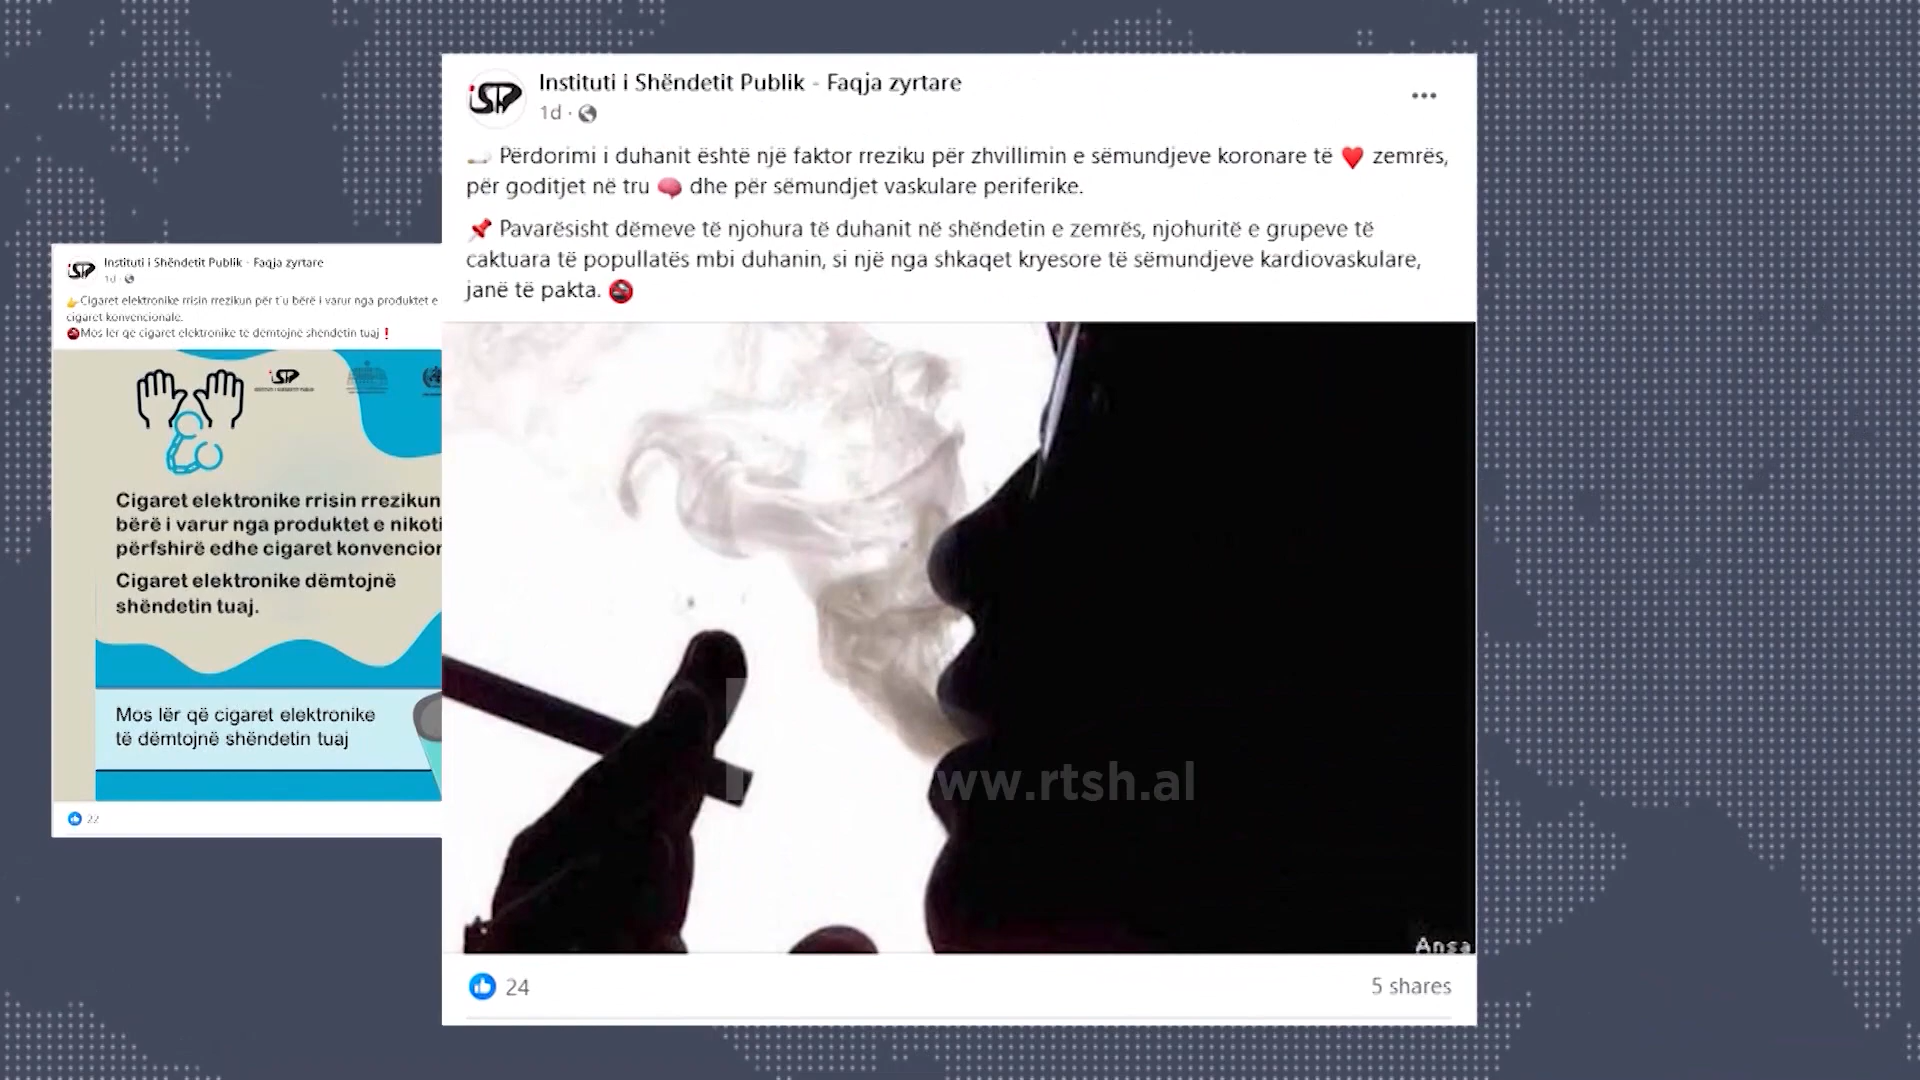 Instituti i Shëndetit Publik - Faqja zyrtare
1d ·
Përdorimi i duhanit është një faktor rreziku për zhvillimin e sëmundjeve koronare të ❤️ zemrës,
për goditjet në tru 🧠 dhe për sëmundjet vaskulare periferike.
📌 Pavarësisht dëmeve të njohura të duhanit në shëndetin e zemrës, njohuritë e grupeve të
caktuara të popullatës mbi duhanin, si një nga shkaqet kryesore të sëmundjeve kardiovaskulare,
janë të pakta. 🚭
ww.rtsh.al
Ansa
24
5 shares
Instituti i Shëndetit Publik - Faqja zyrtare
1d ·
👉Cigaret elektronike rrisin rrezikun për t`u bërë i varur nga produktet e
cigaret konvencionale.
🚭Mos lër që cigaret elektronike të dëmtojnë shëndetin tuaj ❗
Cigaret elektronike rrisin rrezikun
bërë i varur nga produktet e nikoti
përfshirë edhe cigaret konvencion
Cigaret elektronike dëmtojnë
shëndetin tuaj.
Mos lër që cigaret elektronike
të dëmtojnë shëndetin tuaj
22